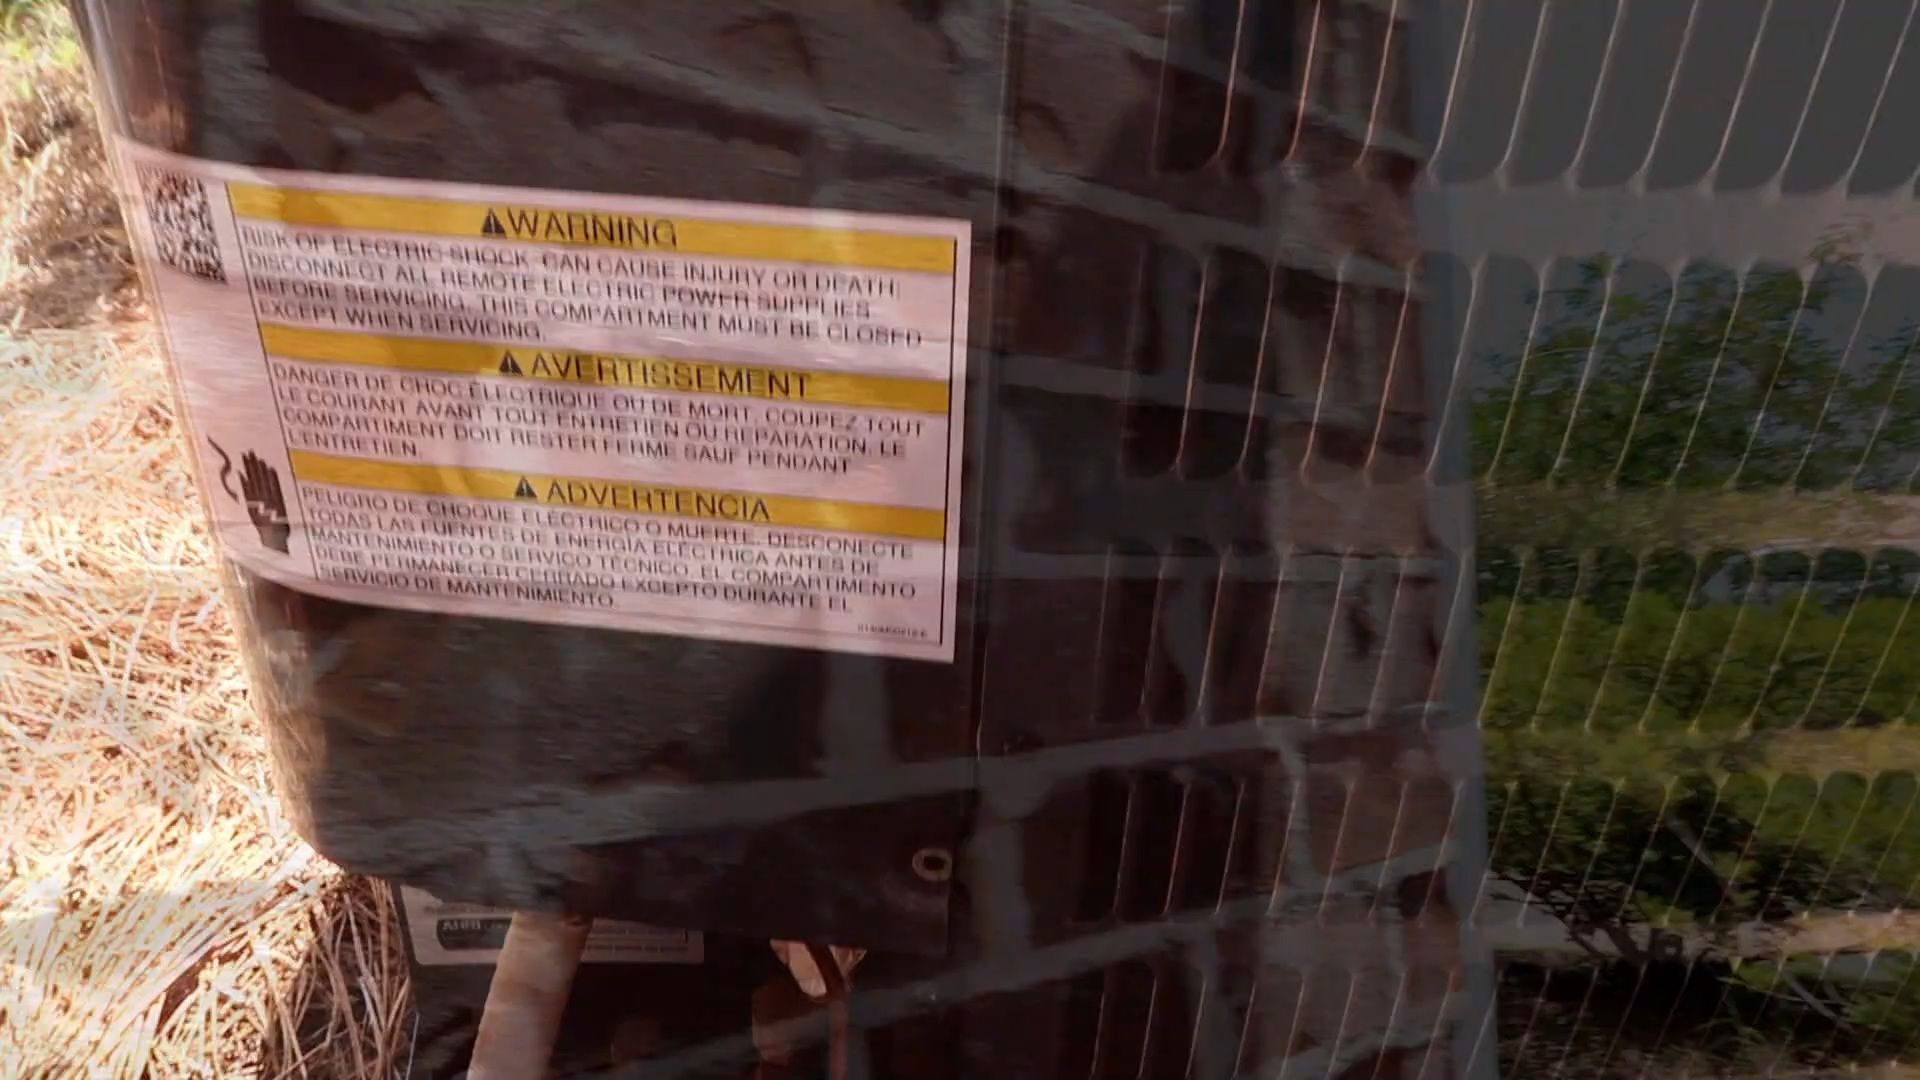 WARNING
RISK OF ELECTRIC SHOCK. CAN CAUSE INJURY OR DEATH:
DISCONNECT ALL REMOTE ELECTRIC POWER SUPPLIES
BEFORE SERVICING. THIS COMPARTMENT MUST BE CLOSED
EXCEPT WHEN SERVICING.
AVERTISSEMENT
DANGER DE CHOC ÉLECTRIQUE OU DE MORT. COUPEZ TOUT
LE COURANT AVANT TOUT ENTRETIEN OU REPARATION. LE
COMPARTIMENT DOIT RESTER FERME SAUF PENDANT
L'ENTRETIEN.
ADVERTENCIA
PELIGRO DE CHOQUE ELÉCTRICO O MUERTE. DESCONECTE
TODAS LAS FUENTES DE ENERGÍA ELÉCTRICA ANTES DE
MANTENIMIENTO O SERVICO TÉCNICO. EL COMPARTIMENTO
DEBE PERMANECER CERRADO EXCEPTO DURANTE EL
SERVICIO DE MANTENIMIENTO.